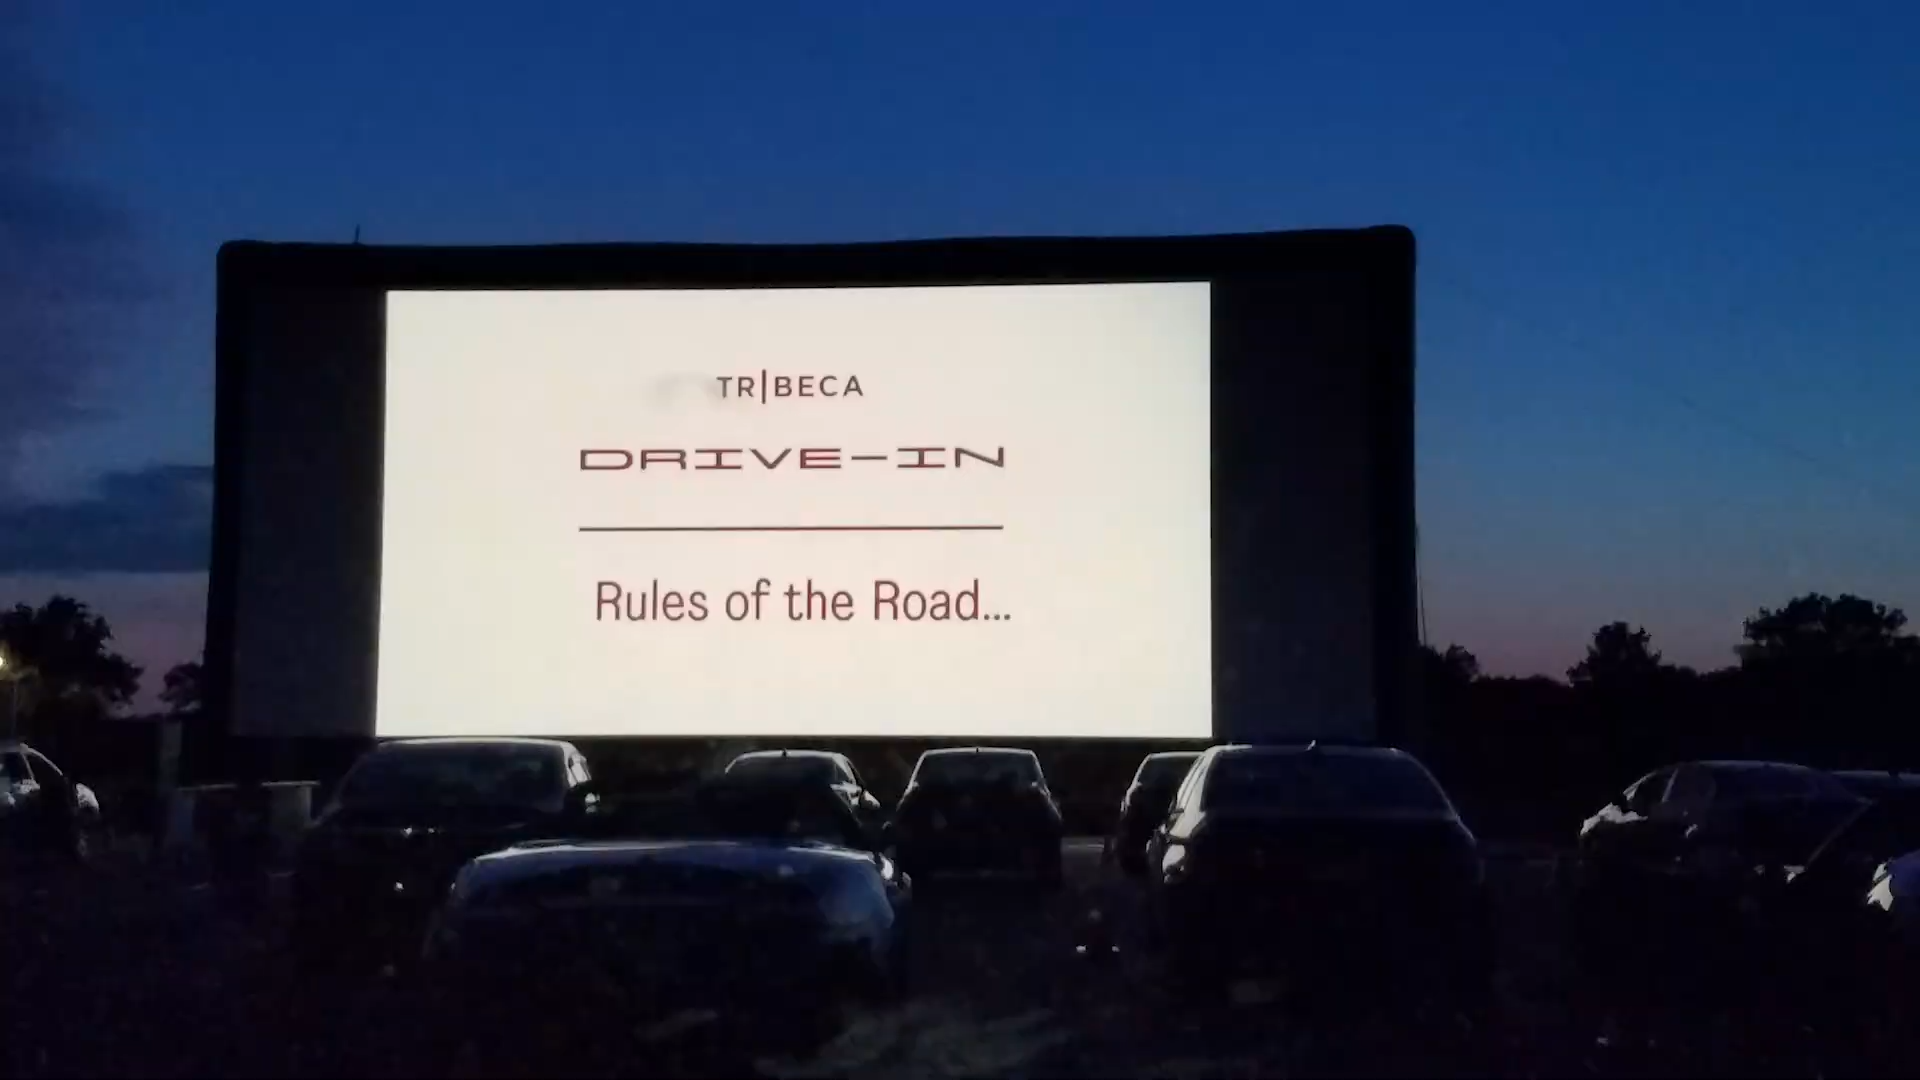 TR|BECA
DRIVE-IN
Rules of the Road...